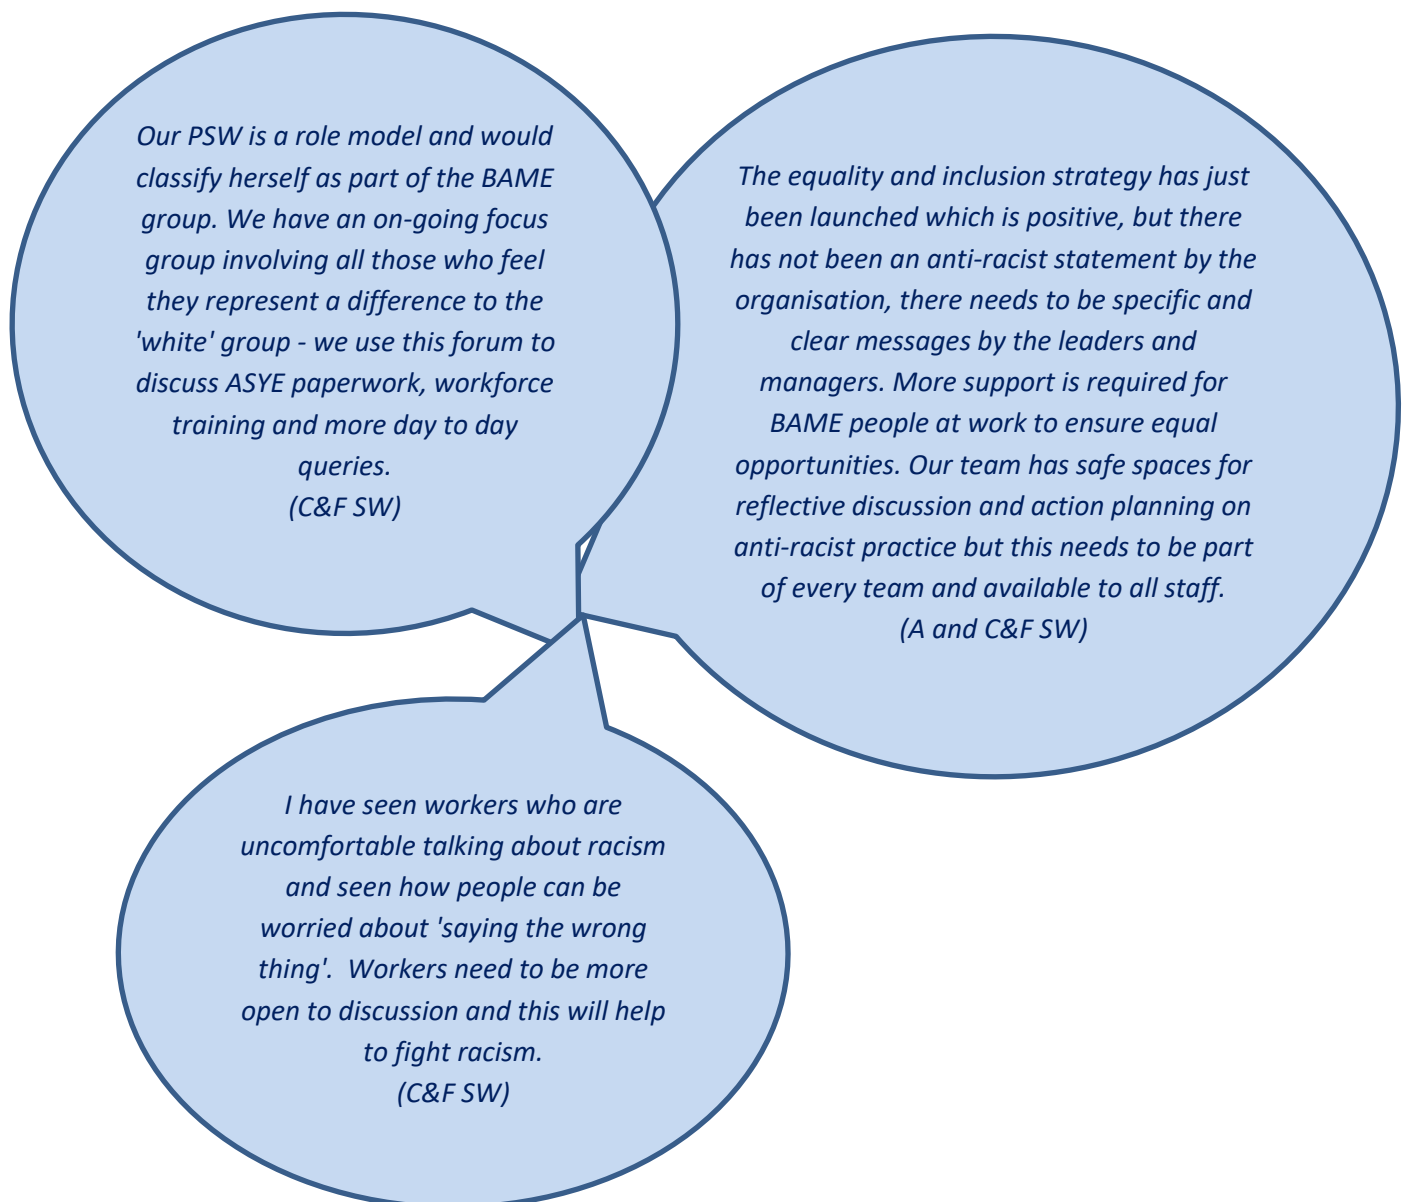 Our PSW is a role model and would
classify herself as part of the BAME
group. We have an on-going focus
group involving all those who feel
they represent a difference to the
'white' group - we use this forum to
discuss ASYE paperwork, workforce
training and more day to day
queries.
(C&F SW)
The equality and inclusion strategy has just
been launched which is positive, but there
has not been an anti-racist statement by the
organisation, there needs to be specific and
clear messages by the leaders and
managers. More support is required for
BAME people at work to ensure equal
opportunities. Our team has safe spaces for
reflective discussion and action planning on
anti-racist practice but this needs to be part
of every team and available to all staff.
(A and C&F SW)
I have seen workers who are
uncomfortable talking about racism
and seen how people can be
worried about 'saying the wrong
thing'.  Workers need to be more
open to discussion and this will help
to fight racism.
(C&F SW)